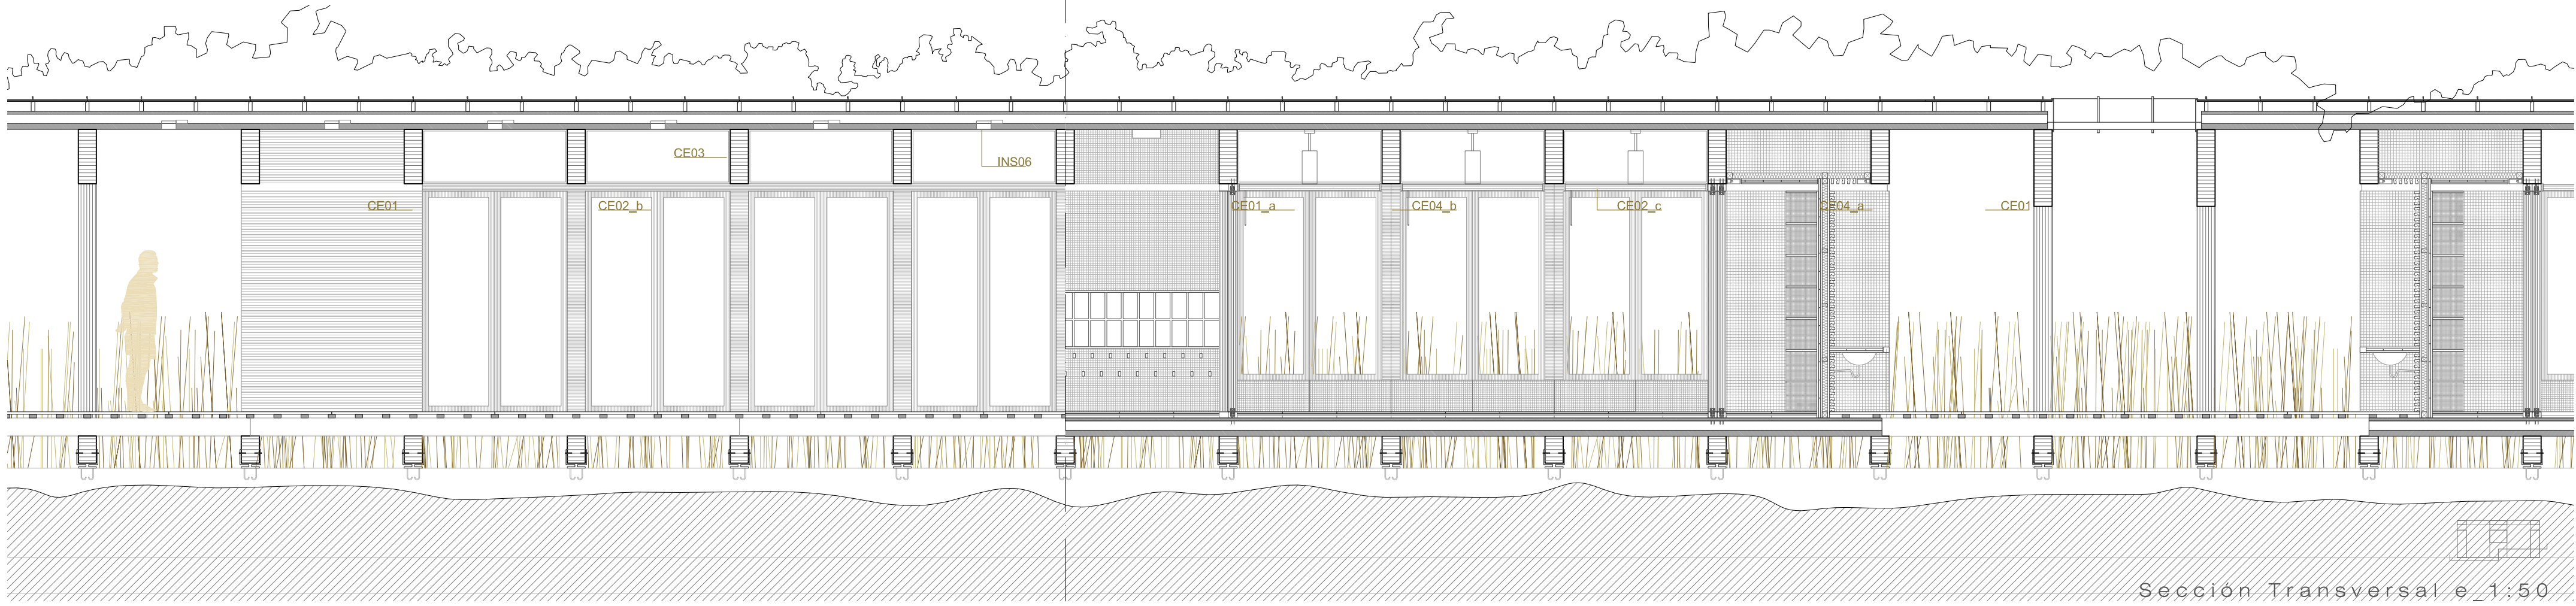 CE03
INS06
CE01
CE02_b
CE01_a
CE04_b
CE02_c
CE04_a
CE01
Sección Transversal e_1:50